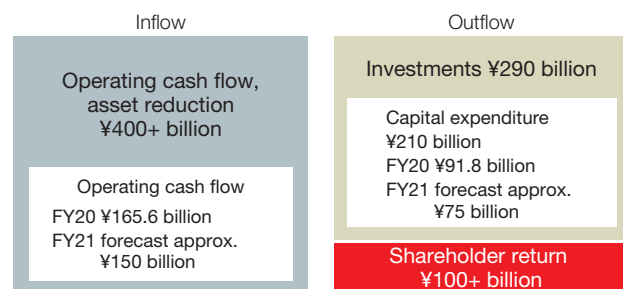 Inflow
Operating cash flow,
asset reduction
¥400+ billion
Operating cash flow
FY20 ¥165.6 billion
FY21 forecast approx.
¥150 billion
Outflow
Investments ¥290 billion
Capital expenditure
¥210 billion
FY20 ¥91.8 billion
FY21 forecast approx.
¥75 billion
Shareholder return
¥100+ billion